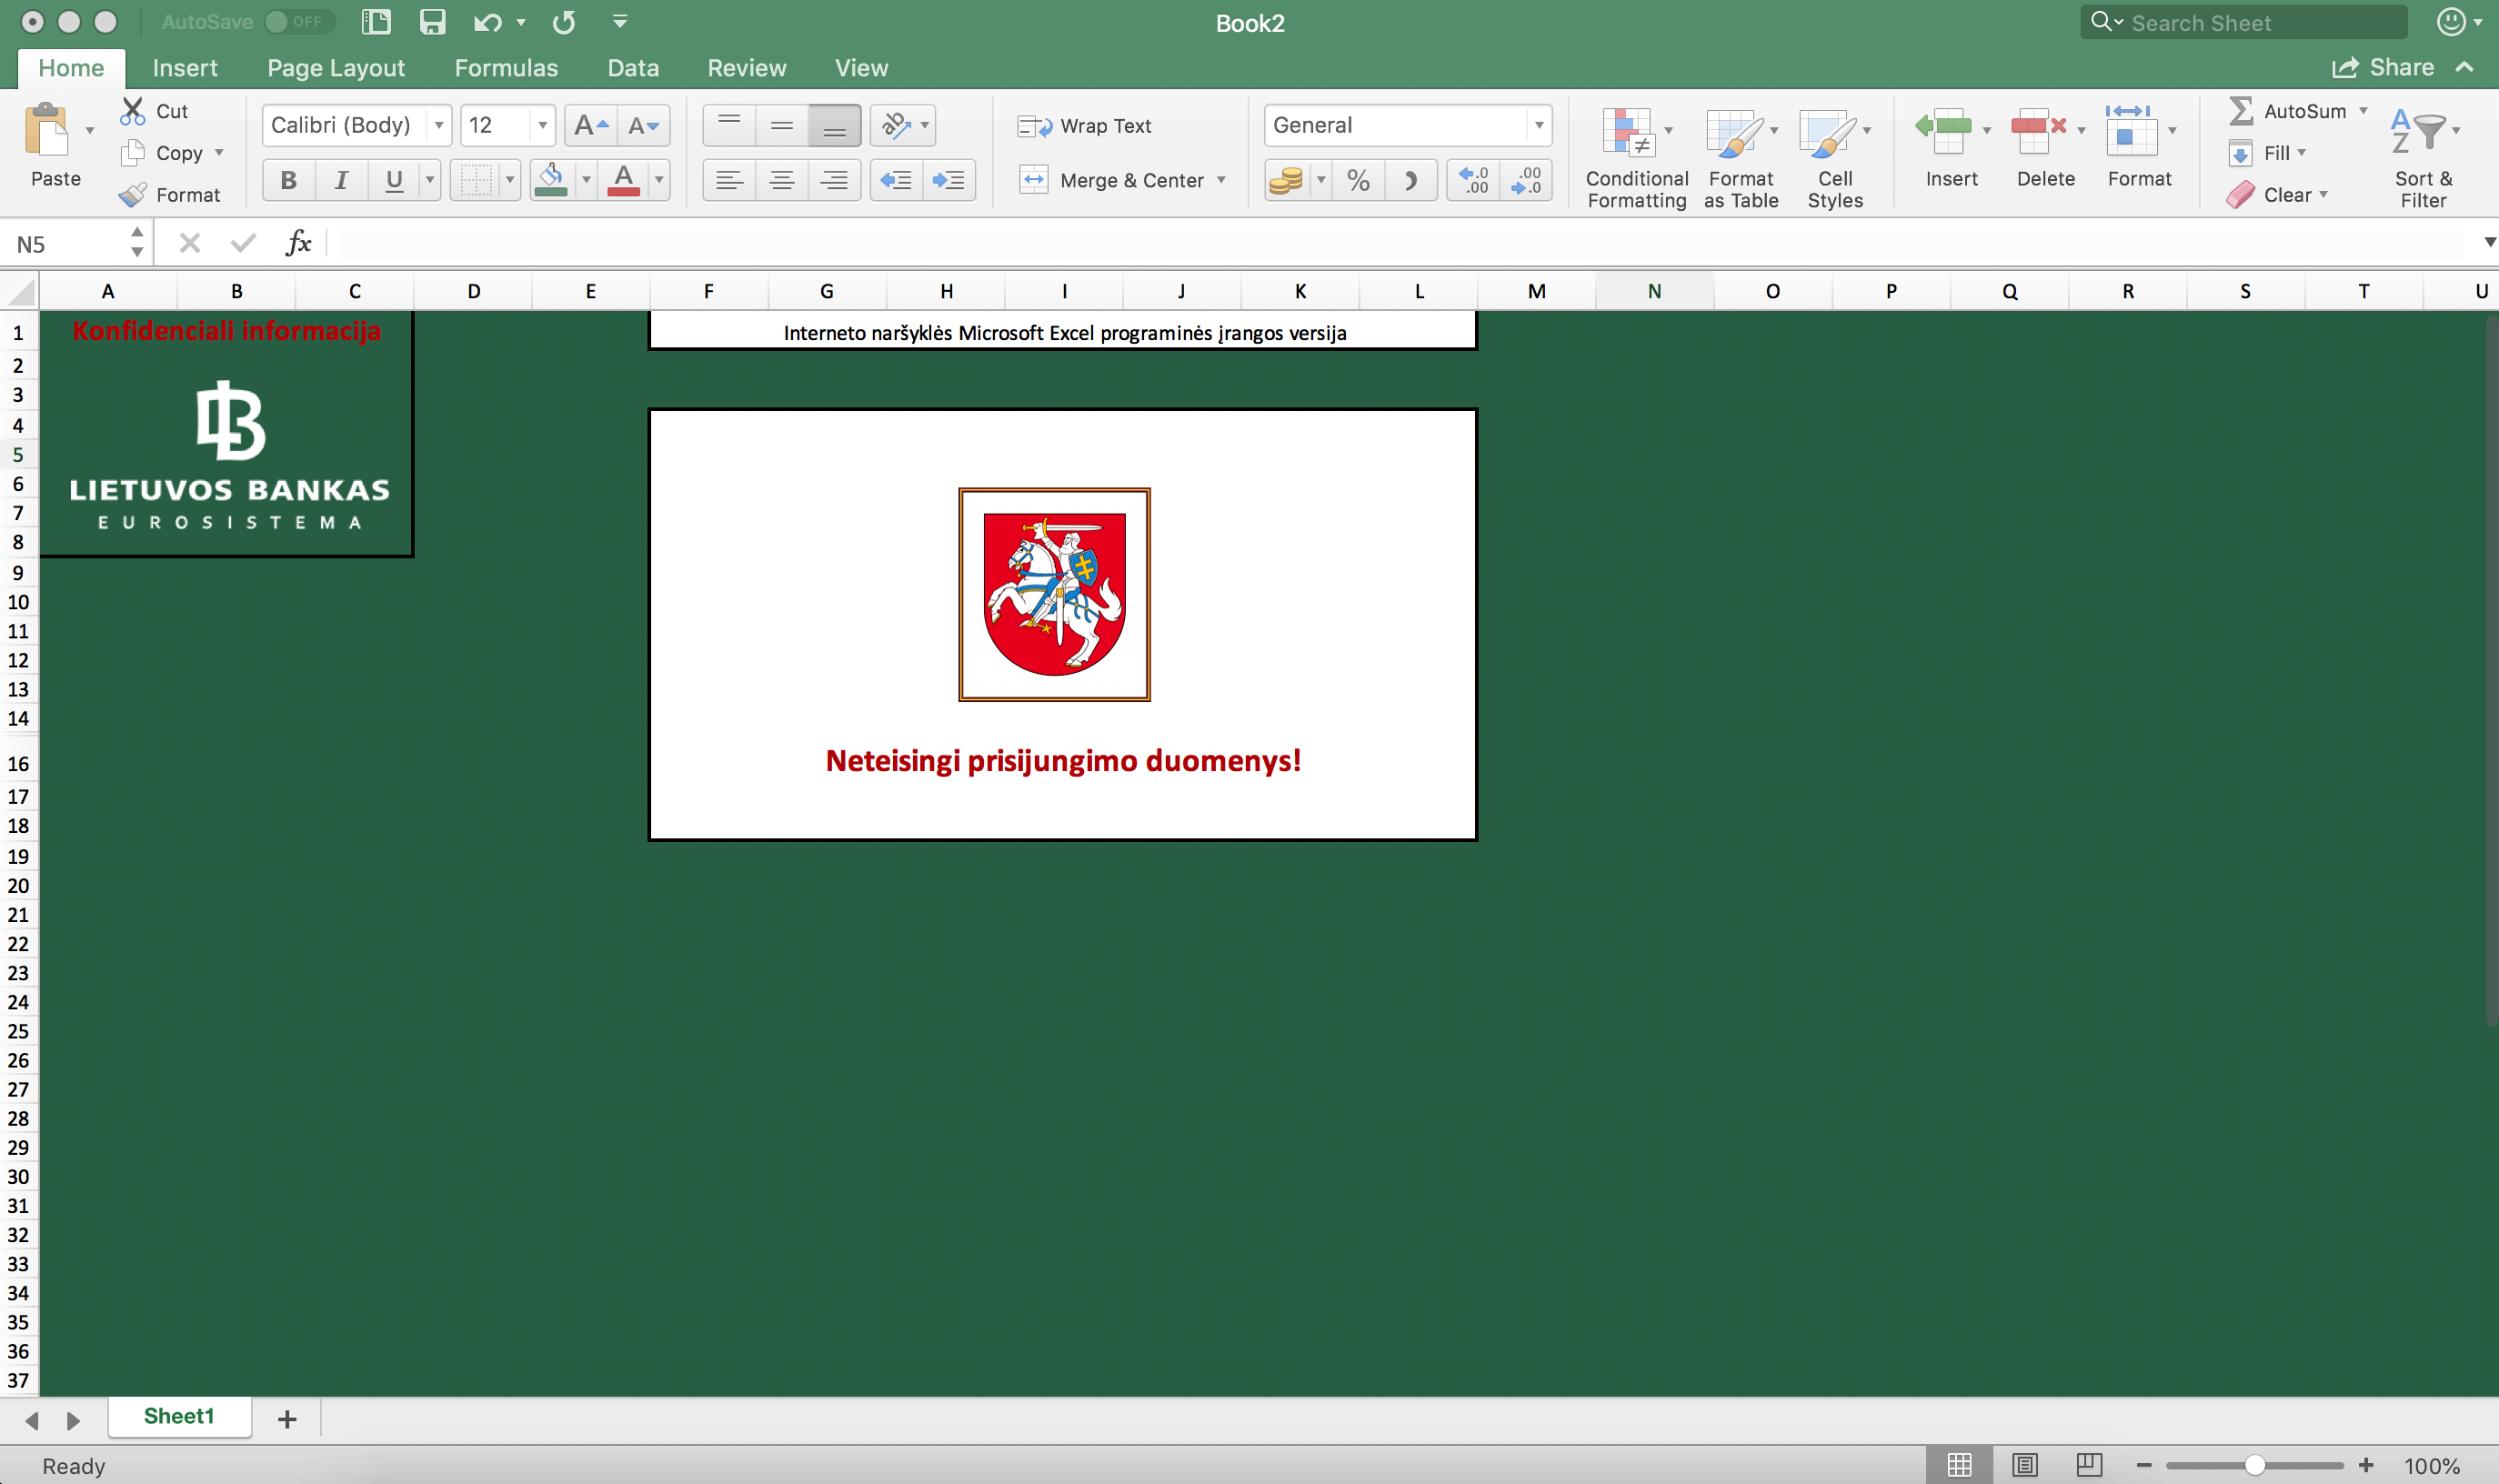 AutoSave OFF
Book2
Search Sheet
Home Insert Page Layout Formulas Data Review View
Share
Paste
Cut
Copy
Format
Calibri (Body) 12
A A
B I U A
ab
Wrap Text
Merge & Center
General
% .0 .00 .00 .0
Conditional Formatting
Format as Table
Cell Styles
Insert
Delete
Format
AutoSum
Fill
Clear
A Z
Sort & Filter
N5 fx
A B C D E F G H I J K L M N O P Q R S T U
1
2
3
4
5
6
7
8
9
10
11
12
13
14
16
17
18
19
20
21
22
23
24
25
26
27
28
29
30
31
32
33
34
35
36
37
Konfidenciali informacija
LIETUVOS BANKAS
EUROSISTEMA
Interneto naršyklės Microsoft Excel programinės įrangos versija
Neteisingi prisijungimo duomenys!
Sheet1 +
Ready
100%